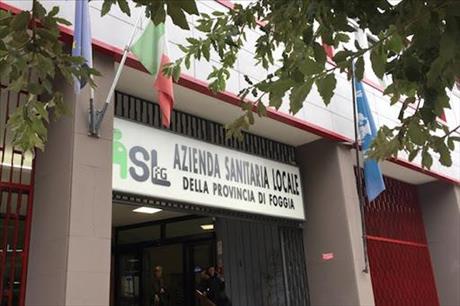 ASL FG
AZIENDA SANITARIA LOCALE
DELLA PROVINCIA DI FOGGIA